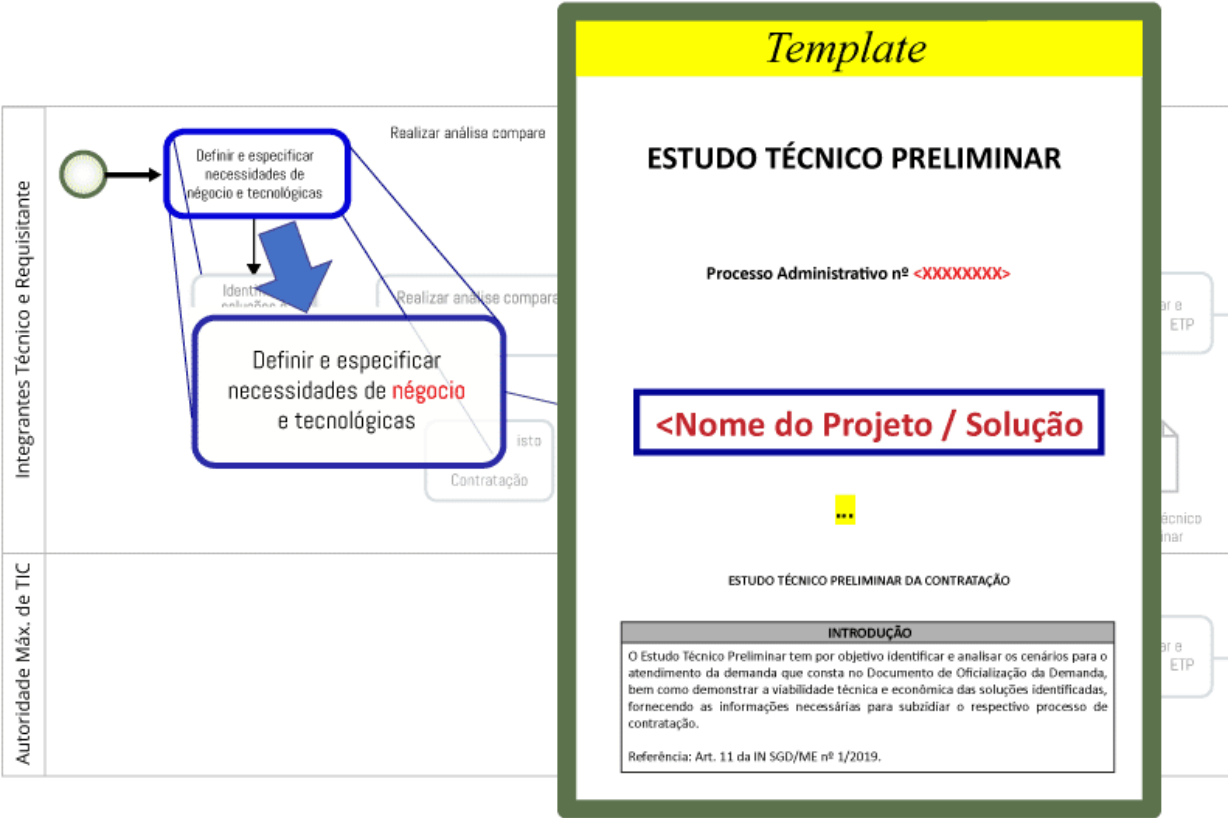 Template
ESTUDO TÉCNICO PRELIMINAR
Processo Administrativo nº <XXXXXXXX>
<Nome do Projeto / Solução
...
ESTUDO TÉCNICO PRELIMINAR DA CONTRATAÇÃO
INTRODUÇÃO
O Estudo Técnico Preliminar tem por objetivo identificar e analisar os cenários para o
atendimento da demanda que consta no Documento de Oficialização da Demanda,
bem como demonstrar a viabilidade técnica e econômica das soluções identificadas,
fornecendo as informações necessárias para subzidiar o respectivo processo de
contratação.
Referência: Art. 11 da IN SGD/ME nº 1/2019.
Integrantes Técnico e Requisitante
Autoridade Máx. de TIC
Realizar análise compare
Definir e especificar
necessidades de
négocio e tecnológicas
Realizar análise compara
Definir e especificar
necessidades de négocio
e tecnológicas
isto
Contratação
ar e
ETP
écnico
inar
ar e
ETP